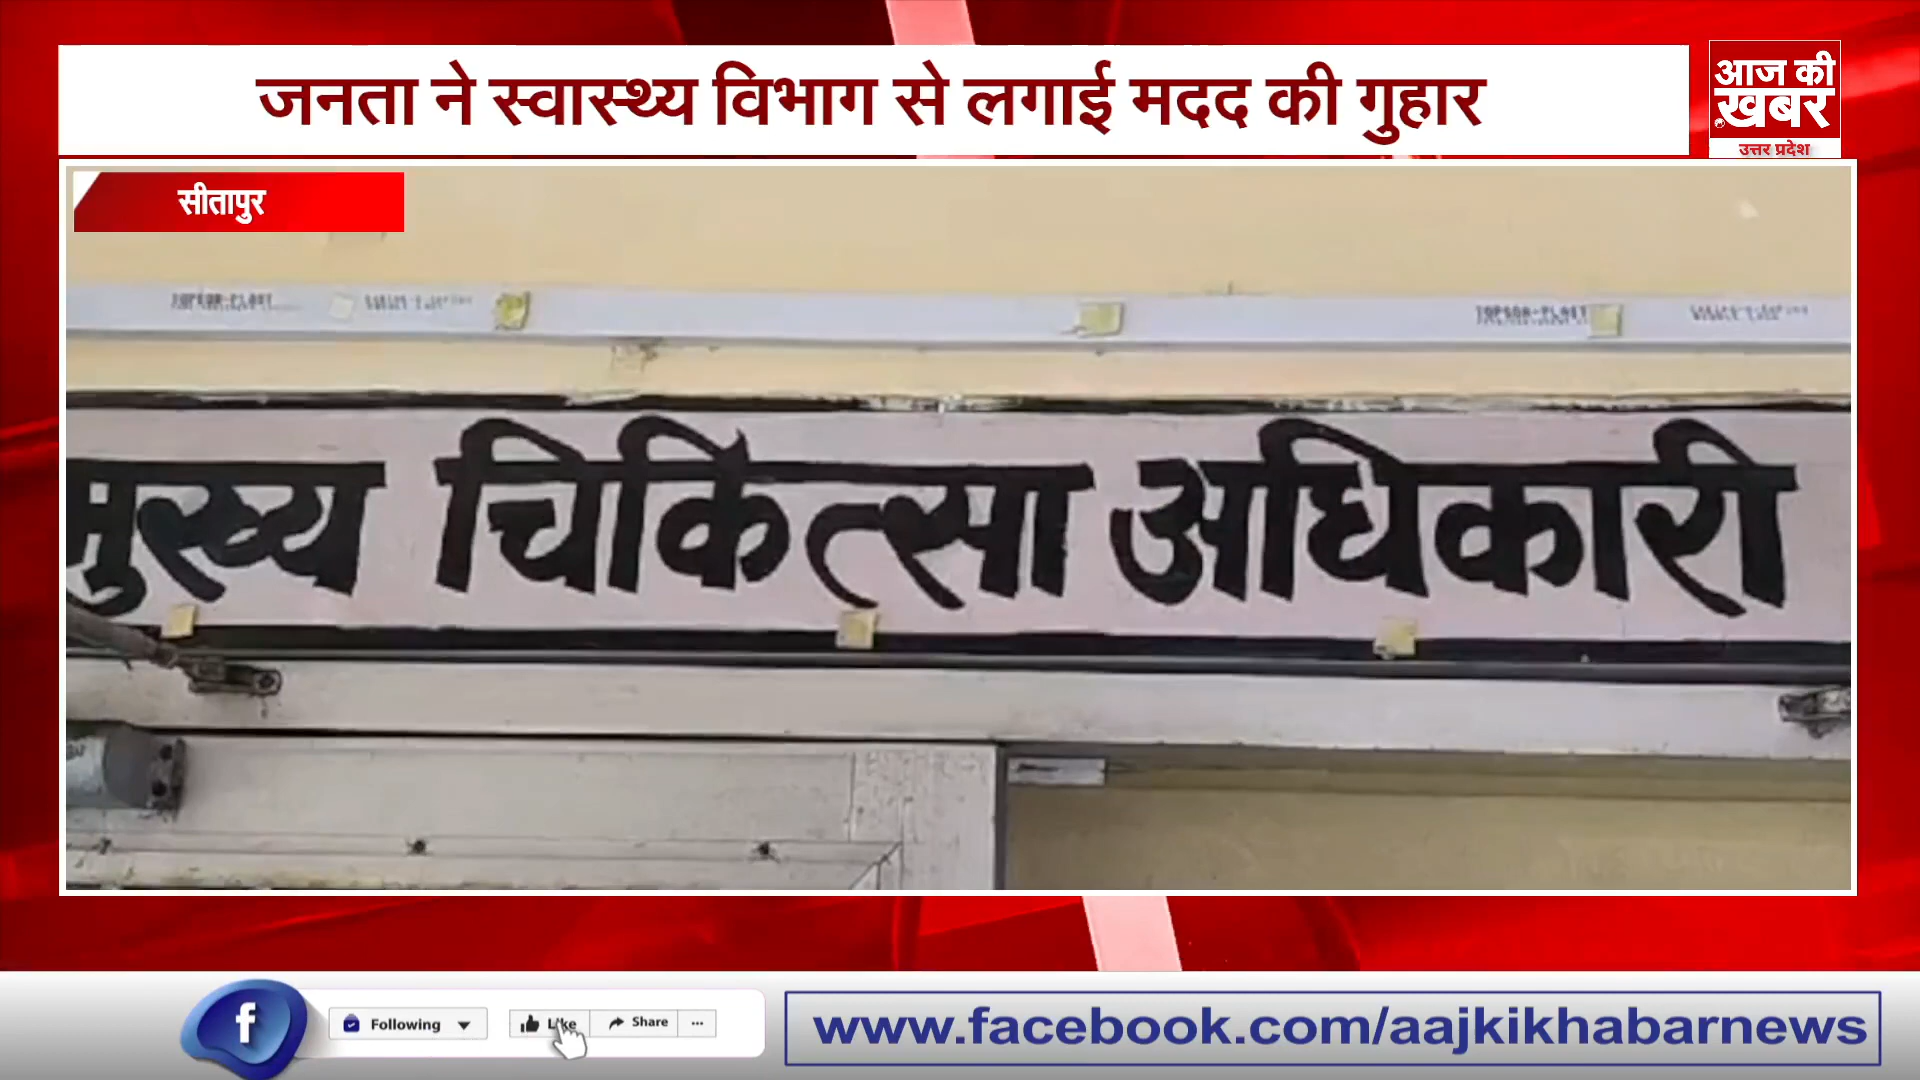 जनता ने स्वास्थ्य विभाग से लगाई मदद की गुहार
आज की
ख़बर
उत्तर प्रदेश
सीतापुर
मुख्य चिकित्सा अधिकारी
f
Following
Like
Share
www.facebook.com/aajkikhabarnews